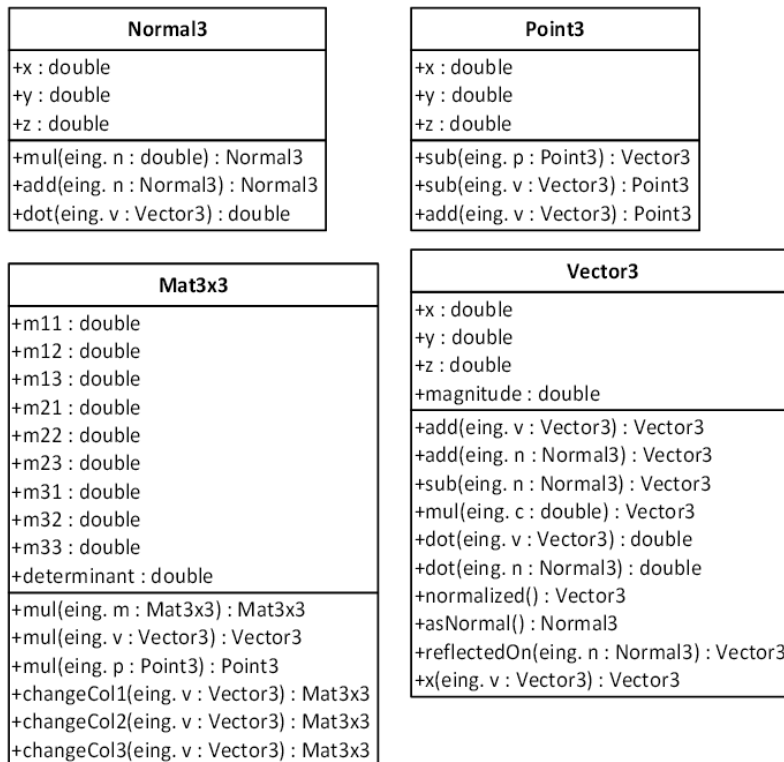 Normal3
+x : double
+y : double
+z : double
+mul(eing. n : double) : Normal3
+add(eing. n : Normal3) : Normal3
+dot(eing. v : Vector3) : double
Point3
+x : double
+y : double
+z : double
+sub(eing. p : Point3) : Vector3
+sub(eing. v : Vector3) : Point3
+add(eing. v : Vector3) : Point3
Mat3x3
+m11 : double
+m12 : double
+m13 : double
+m21 : double
+m22 : double
+m23 : double
+m31 : double
+m32 : double
+m33 : double
+determinant : double
+mul(eing. m : Mat3x3) : Mat3x3
+mul(eing. v : Vector3) : Vector3
+mul(eing. p : Point3) : Point3
+changeCol1(eing. v : Vector3) : Mat3x3
+changeCol2(eing. v : Vector3) : Mat3x3
+changeCol3(eing. v : Vector3) : Mat3x3
Vector3
+x : double
+y : double
+z : double
+magnitude : double
+add(eing. v : Vector3) : Vector3
+add(eing. n : Normal3) : Vector3
+sub(eing. n : Normal3) : Vector3
+mul(eing. c : double) : Vector3
+dot(eing. v : Vector3) : double
+dot(eing. n : Normal3) : double
+normalized() : Vector3
+asNormal() : Normal3
+reflectedOn(eing. n : Normal3) : Vector3
+x(eing. v : Vector3) : Vector3